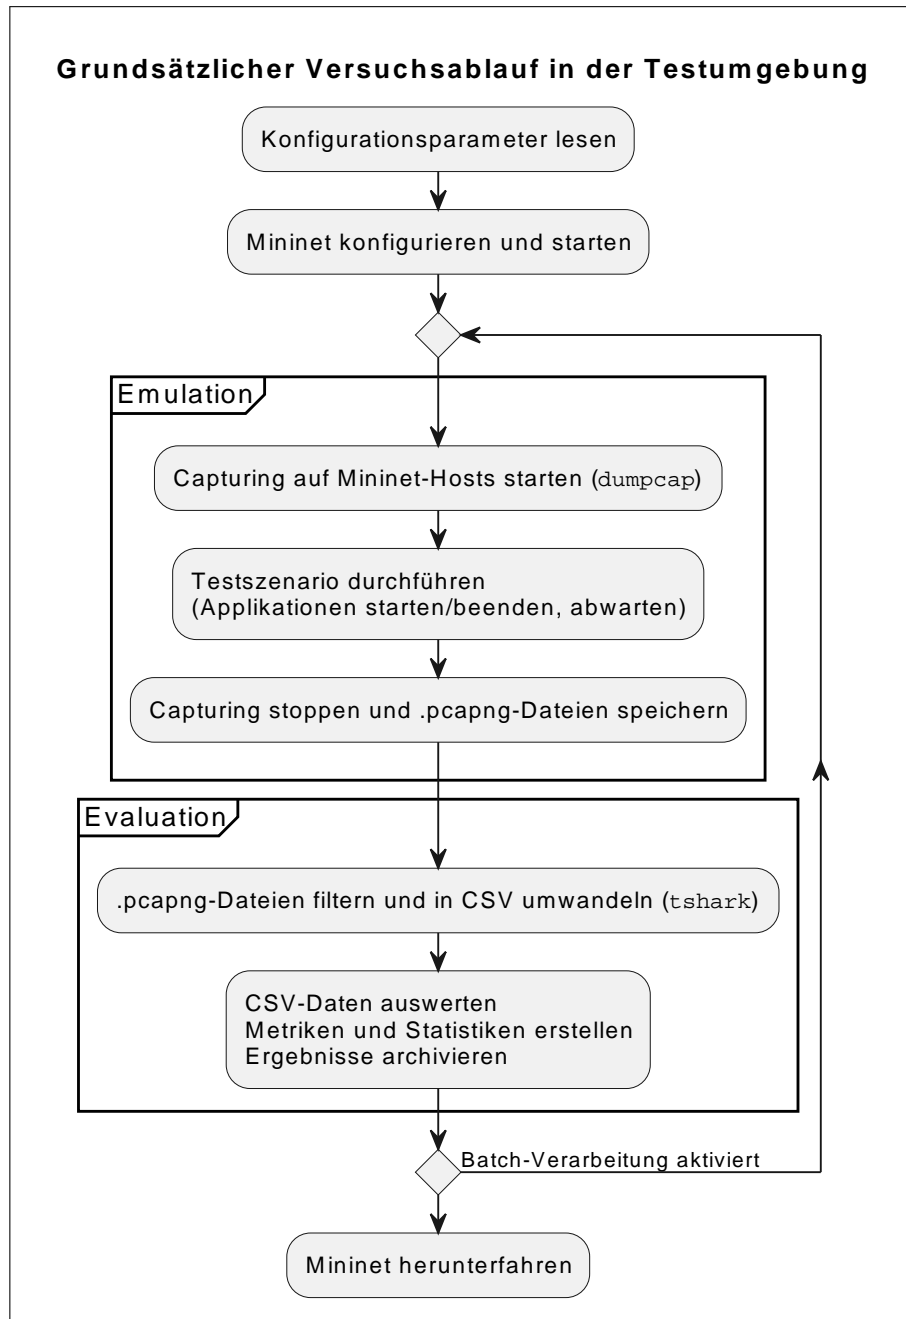 Grundsätzlicher Versuchsablauf in der Testumgebung
Konfigurationsparameter lesen
Mininet konfigurieren und starten
Emulation
Capturing auf Mininet-Hosts starten (dumpcap)
Testszenario durchführen
(Applikationen starten/beenden, abwarten)
Capturing stoppen und .pcapng-Dateien speichern
Evaluation
.pcapng-Dateien filtern und in CSV umwandeln (tshark)
CSV-Daten auswerten
Metriken und Statistiken erstellen
Ergebnisse archivieren
Batch-Verarbeitung aktiviert
Mininet herunterfahren